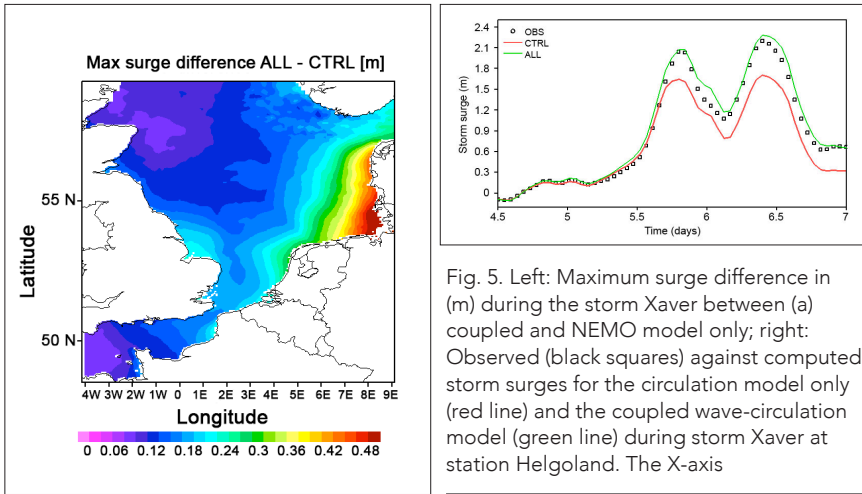 Max surge difference ALL - CTRL [m]
Latitude
55 N
50 N
4W 3W 2W 1W 0 1E 2E 3E 4E 5E 6E 7E 8E 9E
Longitude
0 0.06 0.12 0.18 0.24 0.3 0.36 0.42 0.48
OBS
CTRL
ALL
Storm surge (m)
2.4
2.1
1.8
1.5
1.2
0.9
0.6
0.3
0
4.5 5 5.5 6 6.5 7
Time (days)
Fig. 5. Left: Maximum surge difference in
(m) during the storm Xaver between (a)
coupled and NEMO model only; right:
Observed (black squares) against computed
storm surges for the circulation model only
(red line) and the coupled wave-circulation
model (green line) during storm Xaver at
station Helgoland. The X-axis